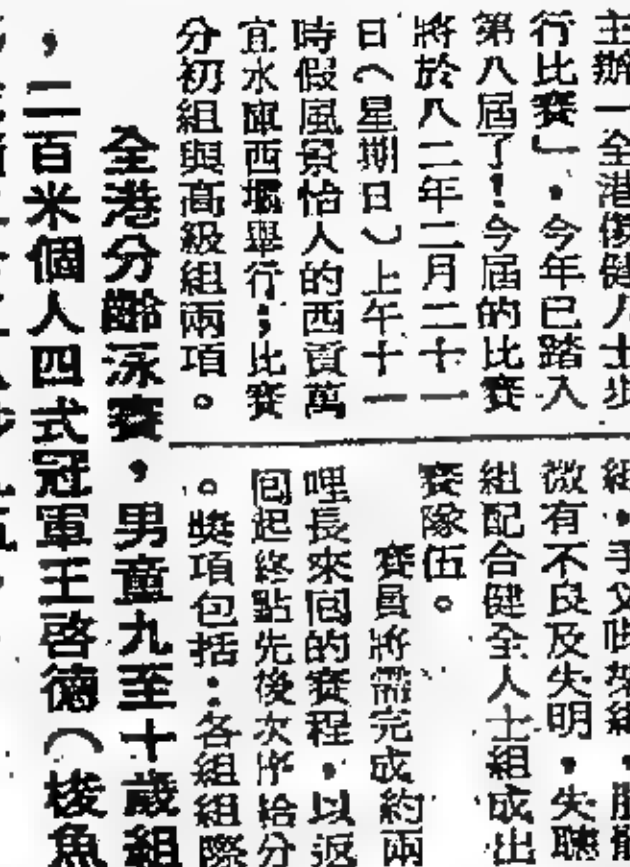 主辦「全港傷健人士步
行比賽」，今年已踏入
第八屆了！今屆的比賽
將於八二年二月二十一
日（星期日）上午十一
時假風景怡人的西貢萬
宜水庫西壩舉行；比賽
分初組與高級組兩項。
微有不良及失明，失聰
組配合健全人士組成出
賽隊伍。
賽員將需完成約兩
哩長來回的賽程，以返
回起終點先後次序給分
。獎項包括：各組組際
全港分齡泳賽，男童九至十歲組
，二百米個人四式冠軍王啓德（梭魚